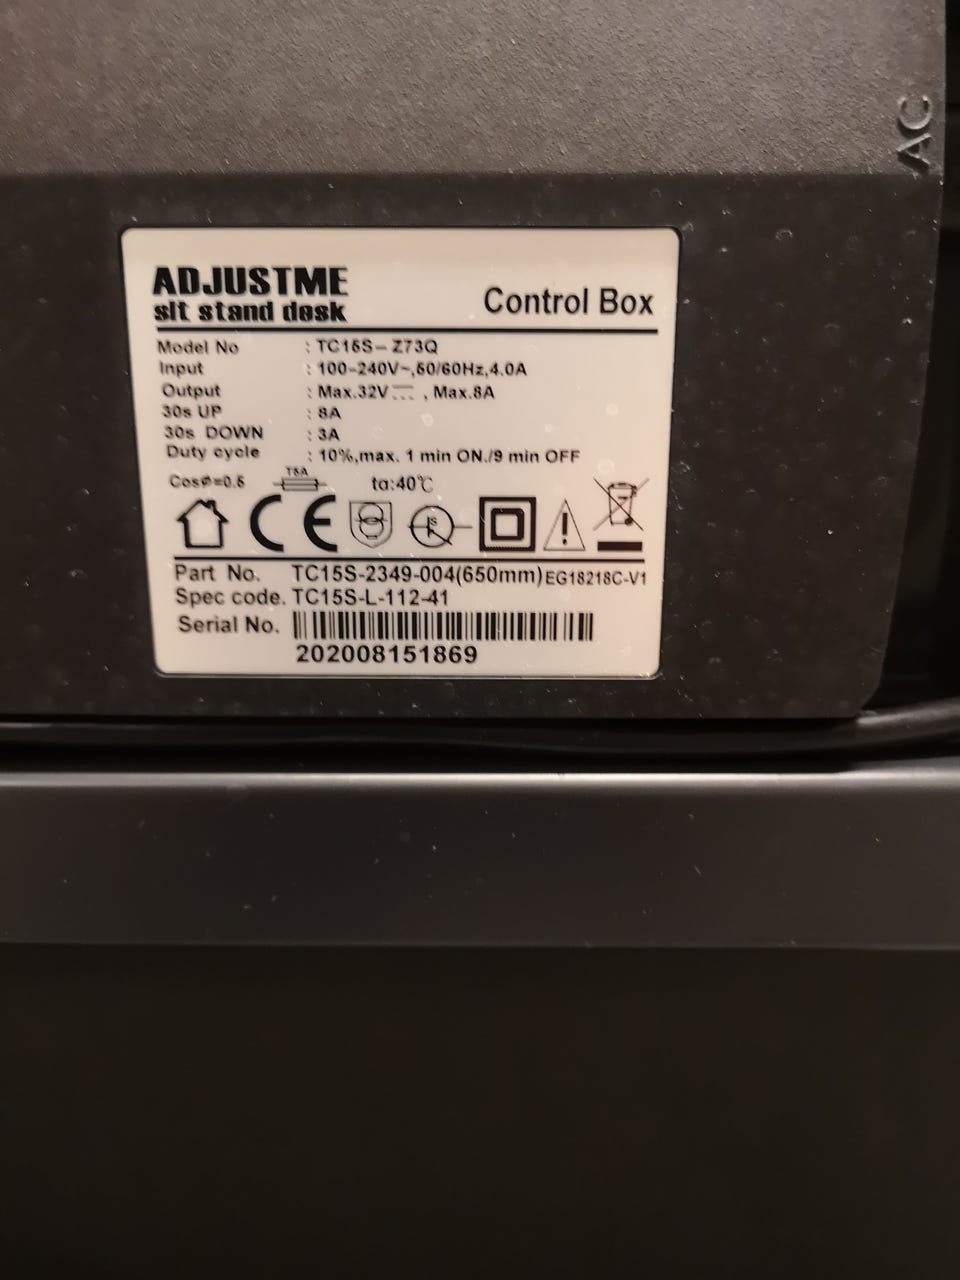 AC
ADJUSTME
sit stand desk
Control Box
Model No : TC15S- Z73Q
Input : 100-240V~,50/60Hz,4.0A
Output : Max.32V⎓ , Max.8A
30s UP : 8A
30s DOWN : 3A
Duty cycle : 10%,max. 1 min ON./9 min OFF
CosØ=0.5 T5A ta:40℃
CE
Part No. TC15S-2349-004(650mm)EG18218C-V1
Spec code. TC15S-L-112-41
Serial No.
202008151869